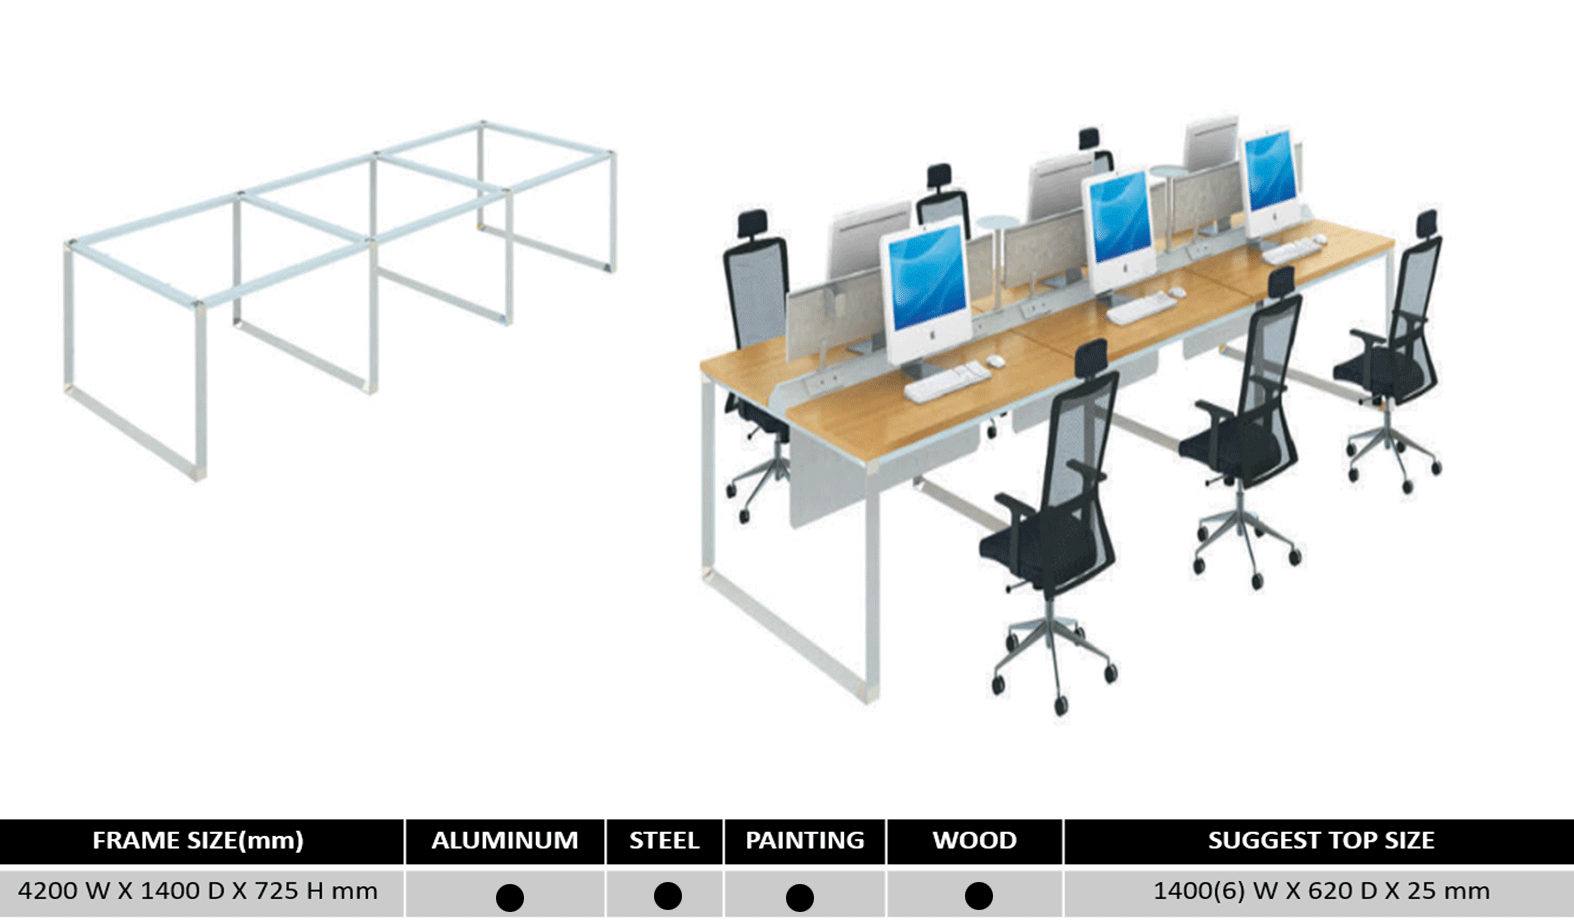 FRAME SIZE(mm) ALUMINUM STEEL PAINTING WOOD SUGGEST TOP SIZE
4200 W X 1400 D X 725 H mm ● ● ● ● 1400(6) W X 620 D X 25 mm